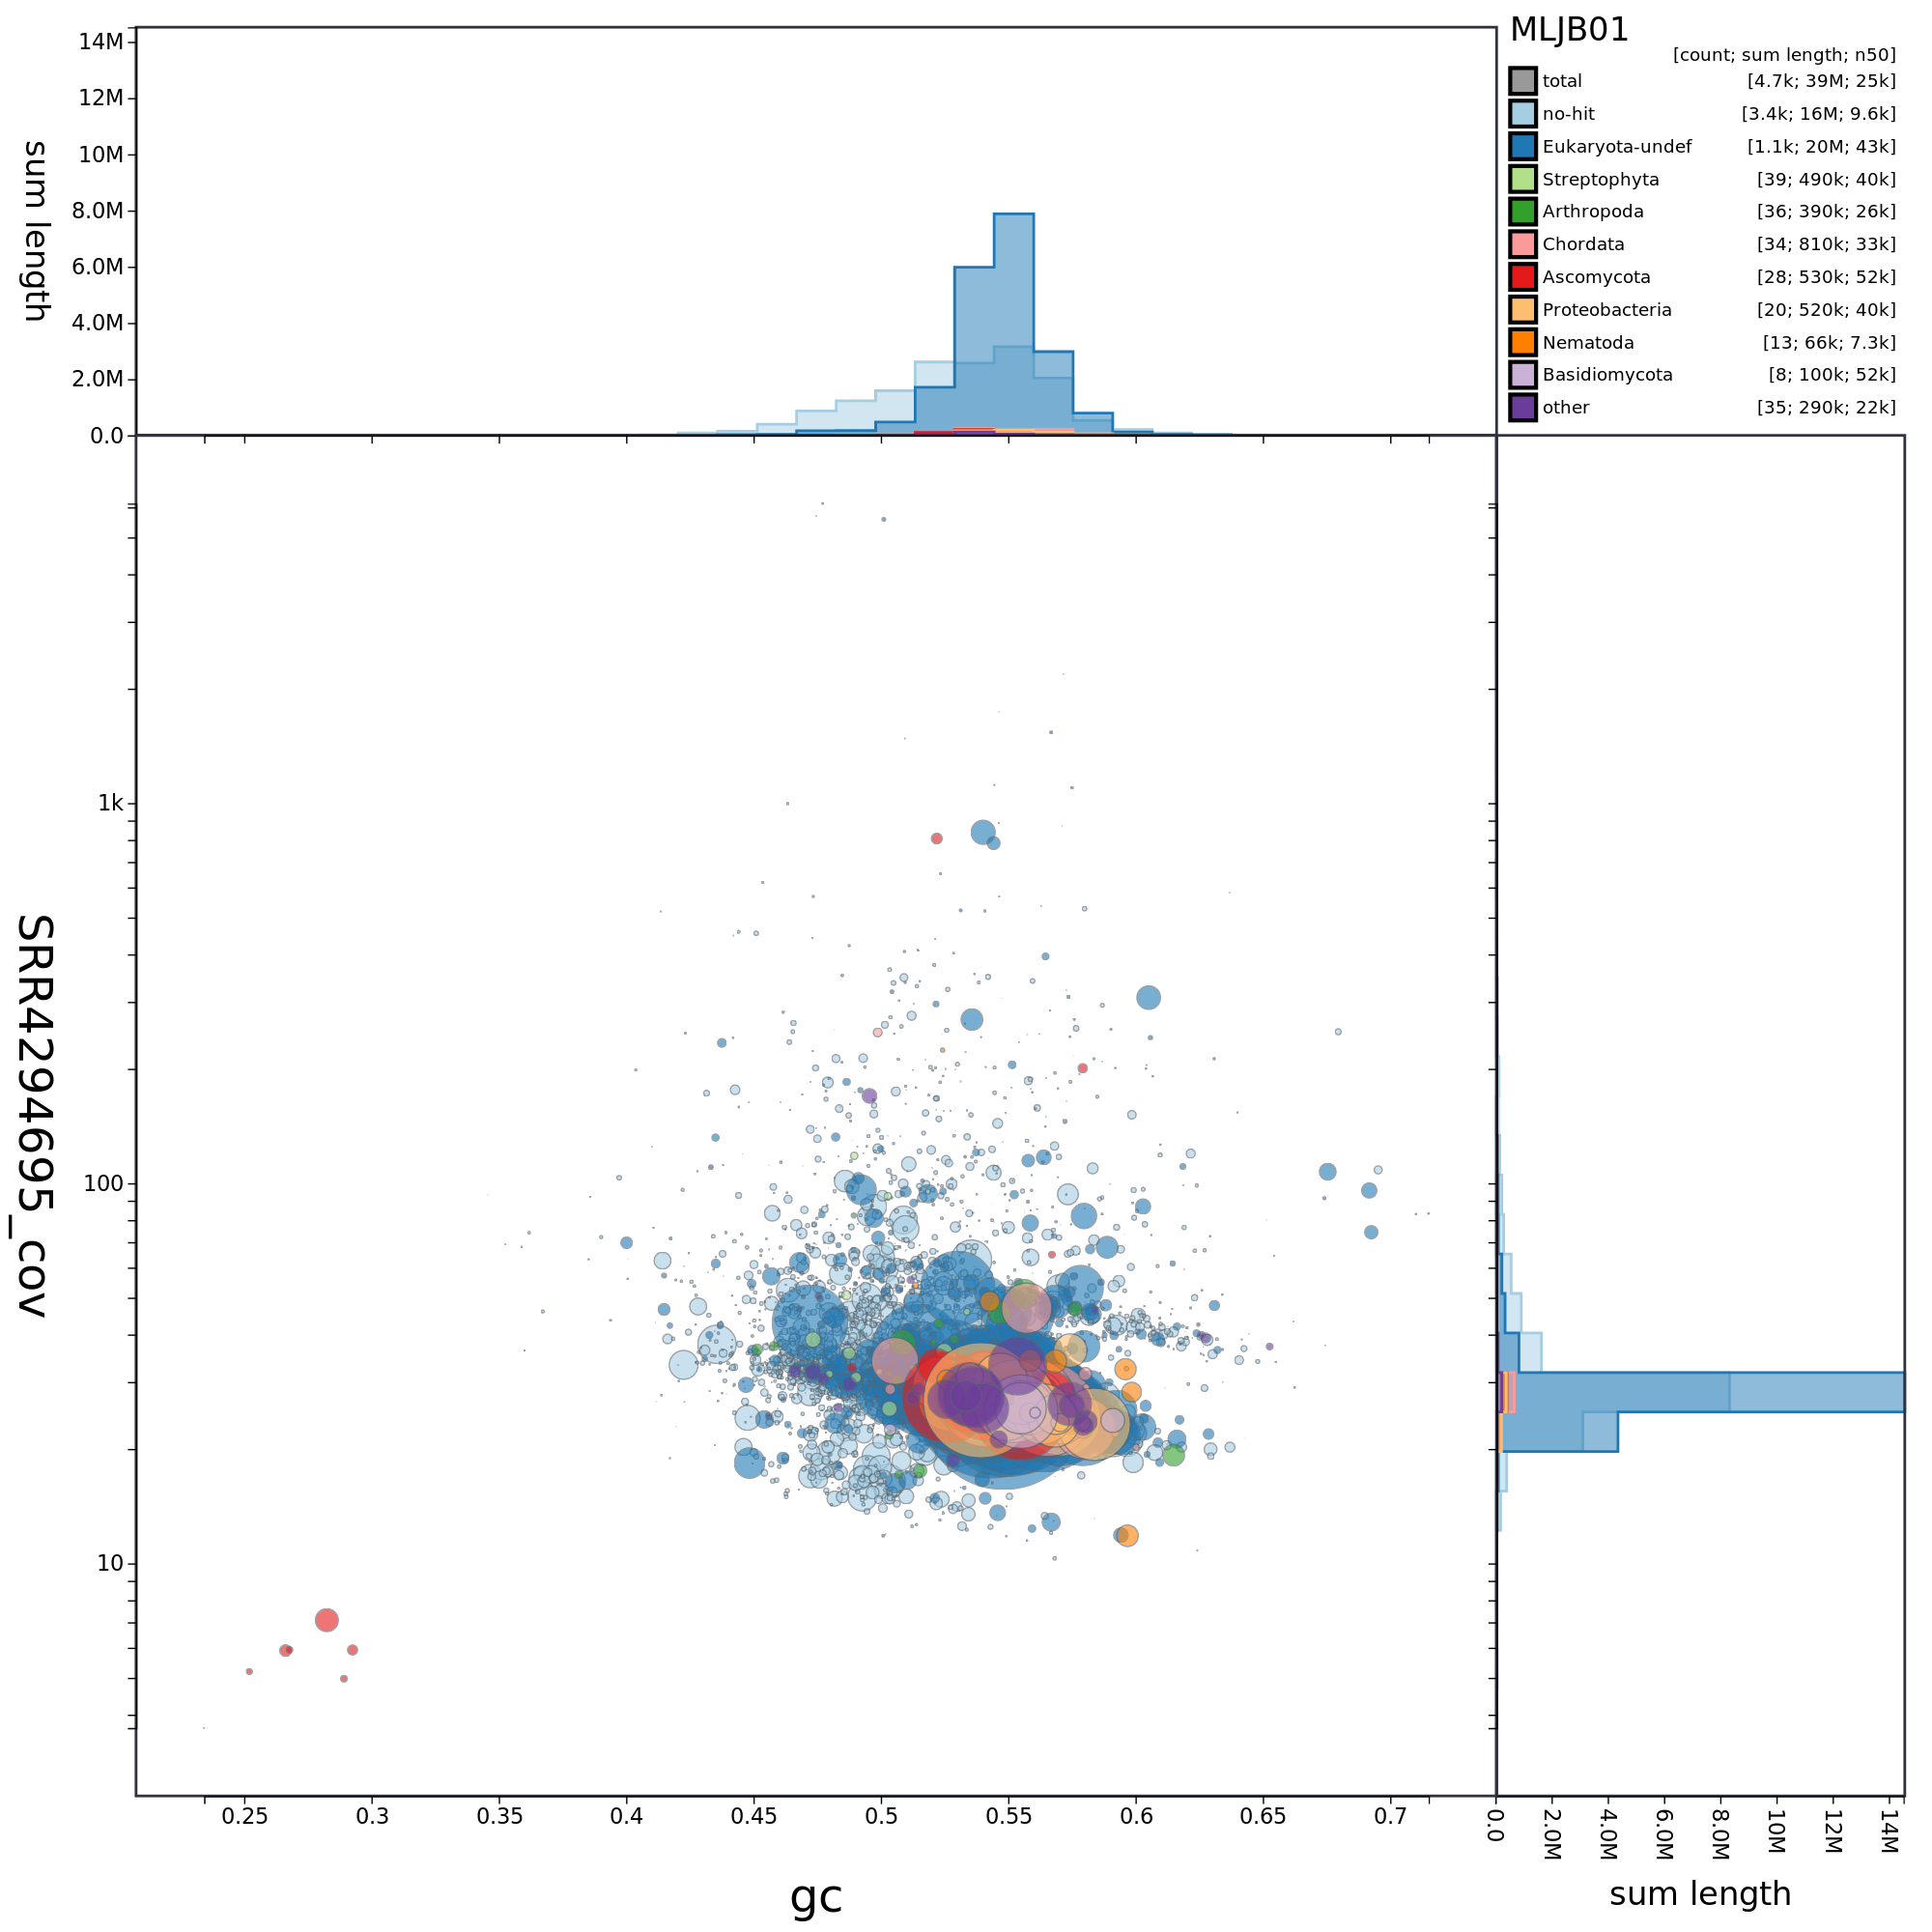 MLJB01
[count; sum length; n50]
total [4.7k; 39M; 25k]
no-hit [3.4k; 16M; 9.6k]
Eukaryota-undef [1.1k; 20M; 43k]
Streptophyta [39; 490k; 40k]
Arthropoda [36; 390k; 26k]
Chordata [34; 810k; 33k]
Ascomycota [28; 530k; 52k]
Proteobacteria [20; 520k; 40k]
Nematoda [13; 66k; 7.3k]
Basidiomycota [8; 100k; 52k]
other [35; 290k; 22k]
sum length
14M
12M
10M
8.0M
6.0M
4.0M
2.0M
0.0
SRR4294695_cov
1k
100
10
0.25 0.3 0.35 0.4 0.45 0.5 0.55 0.6 0.65 0.7
gc
0.0 2.0M 4.0M 6.0M 8.0M 10M 12M 14M
sum length